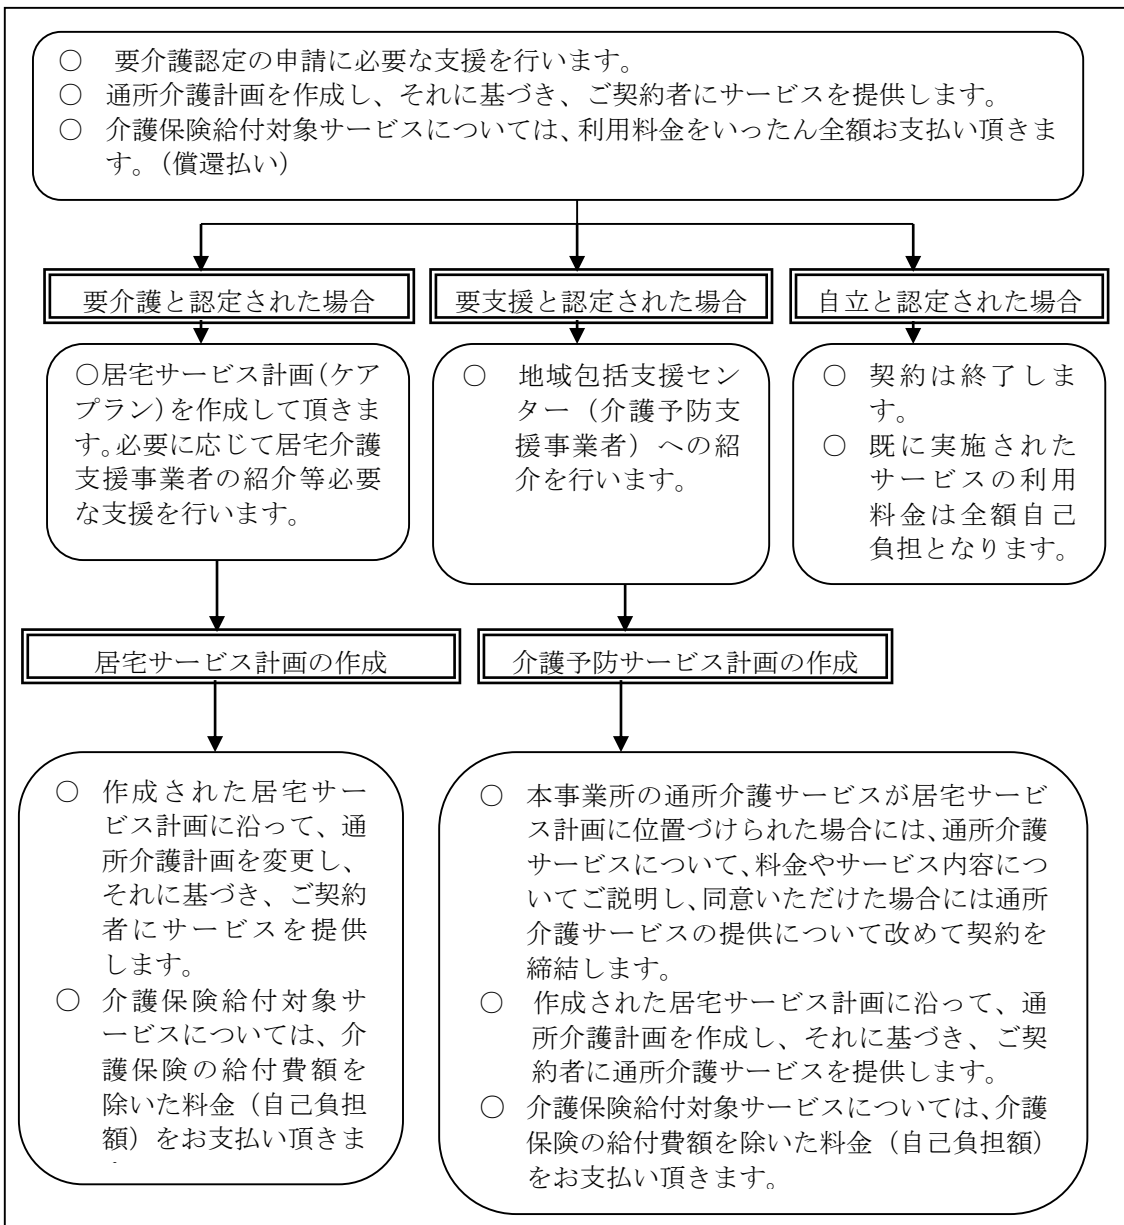 ○　要介護認定の申請に必要な支援を行います。
○　通所介護計画を作成し、それに基づき、ご契約者にサービスを提供します。
○　介護保険給付対象サービスについては、利用料金をいったん全額お支払い頂きま
す。（償還払い）
要介護と認定された場合
要支援と認定された場合
自立と認定された場合
○居宅サービス計画（ケア
プラン）を作成して頂きま
す。必要に応じて居宅介護
支援事業者の紹介等必要
な支援を行います。
○　地域包括支援セン
ター（介護予防支
援事業者）への紹
介を行います。
○　契約は終了しま
す。
○　既に実施された
サービスの利用
料金は全額自己
負担となります。
居宅サービス計画の作成
介護予防サービス計画の作成
○　作成された居宅サー
ビス計画に沿って、通
所介護計画を変更し、
それに基づき、ご契約
者にサービスを提供
します。
○　介護保険給付対象サ
ービスについては、介
護保険の給付費額を
除いた料金（自己負担
額）をお支払い頂きま
○　本事業所の通所介護サービスが居宅サービ
ス計画に位置づけられた場合には、通所介護
サービスについて、料金やサービス内容につ
いてご説明し、同意いただけた場合には通所
介護サービスの提供について改めて契約を
締結します。
○　作成された居宅サービス計画に沿って、通
所介護計画を作成し、それに基づき、ご契
約者に通所介護サービスを提供します。
○　介護保険給付対象サービスについては、介護
保険の給付費額を除いた料金（自己負担額）
をお支払い頂きます。